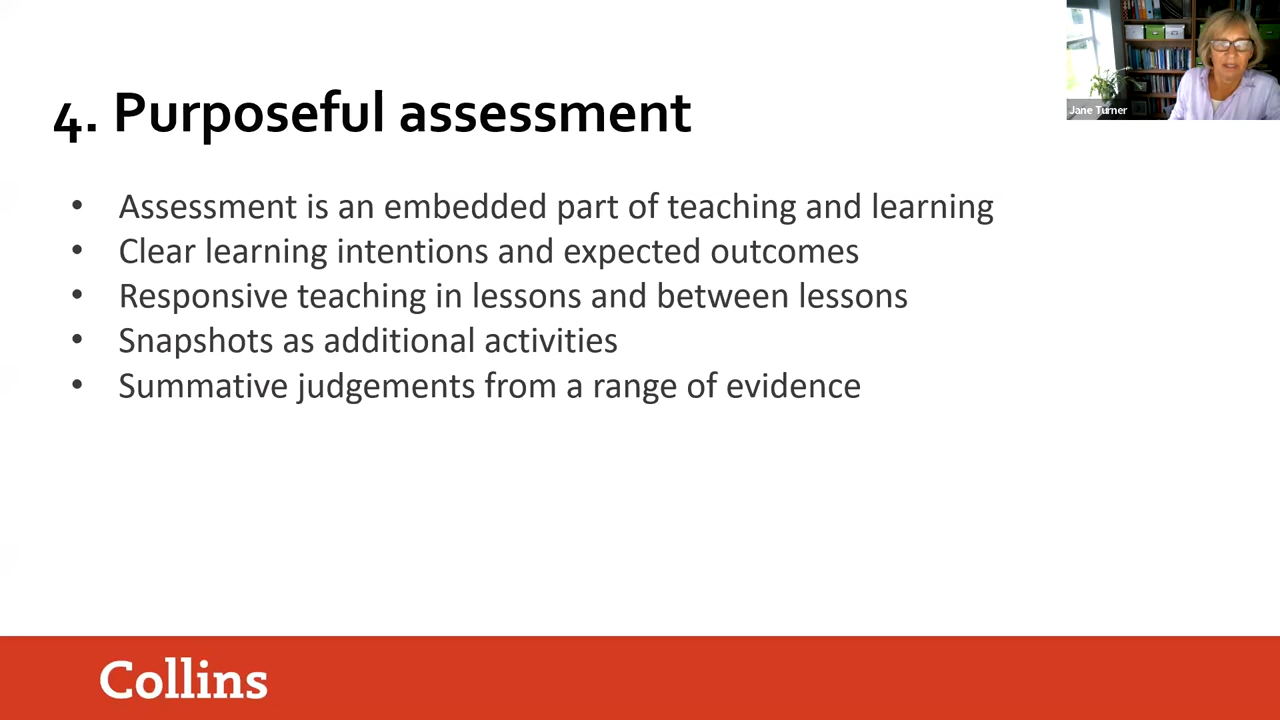 Jane Turner
4. Purposeful assessment
• Assessment is an embedded part of teaching and learning
• Clear learning intentions and expected outcomes
• Responsive teaching in lessons and between lessons
• Snapshots as additional activities
• Summative judgements from a range of evidence
Collins